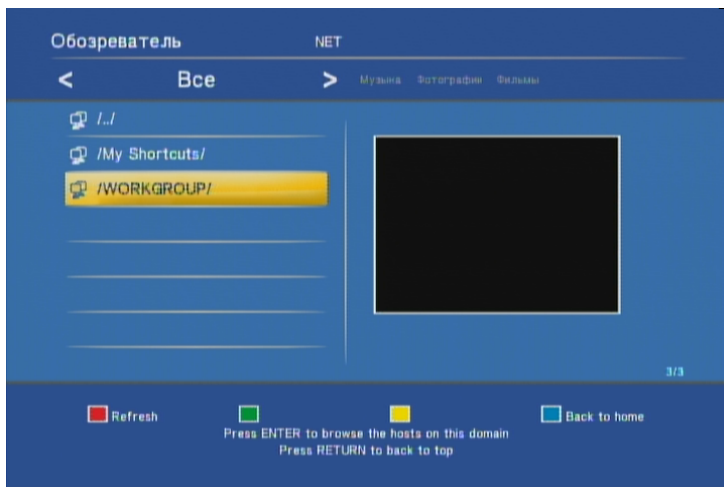 Обозреватель NET
< Все > Музыка Фотографии Фильмы
/../
/My Shortcuts/
/WORKGROUP/
3/3
Refresh Back to home
Press ENTER to browse the hosts on this domain
Press RETURN to back to top